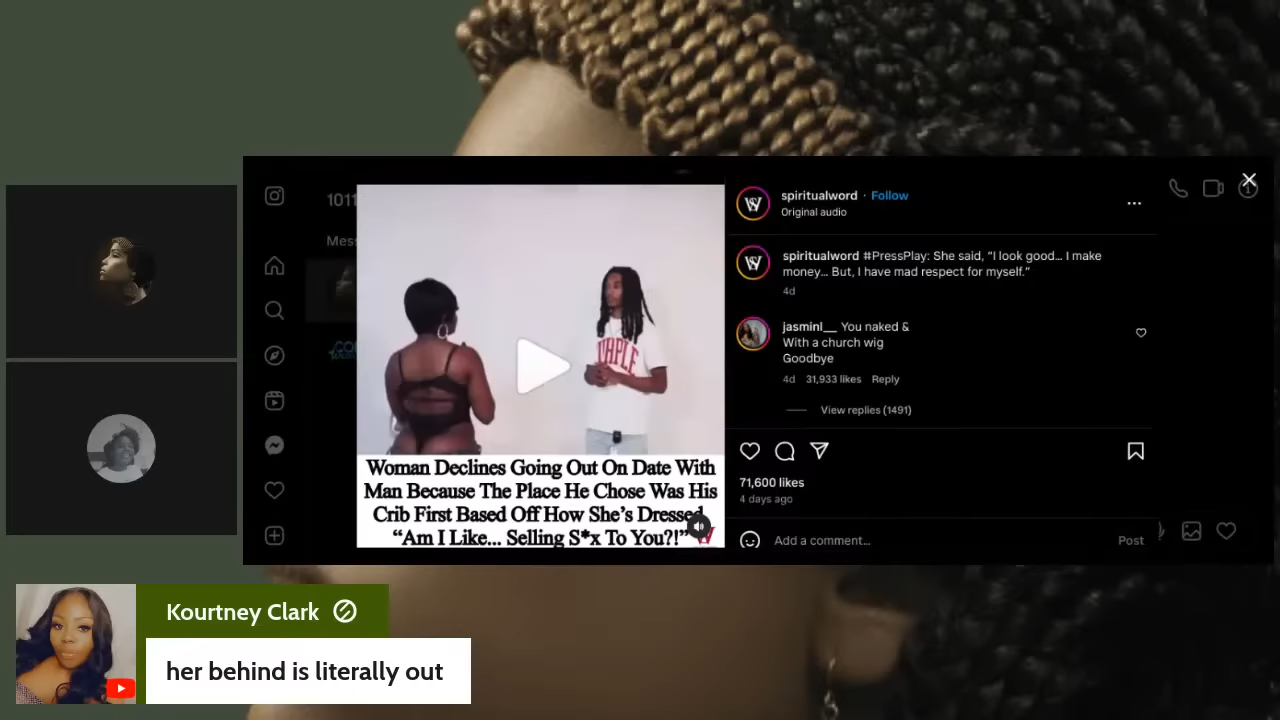 1011
Mess
spiritualword · Follow
Original audio
spiritualword #PressPlay: She said, “I look good… I make
money… But, I have mad respect for myself.”
4d
jasminl__ You naked &
With a church wig
Goodbye
4d 31,933 likes Reply
View replies (1491)
71,600 likes
4 days ago
Add a comment…
Post
PURPLE
Woman Declines Going Out On Date With
Man Because The Place He Chose Was His
Crib First Based Off How She’s Dressed
“Am I Like... Selling S*x To You?!”
Kourtney Clark
her behind is literally out